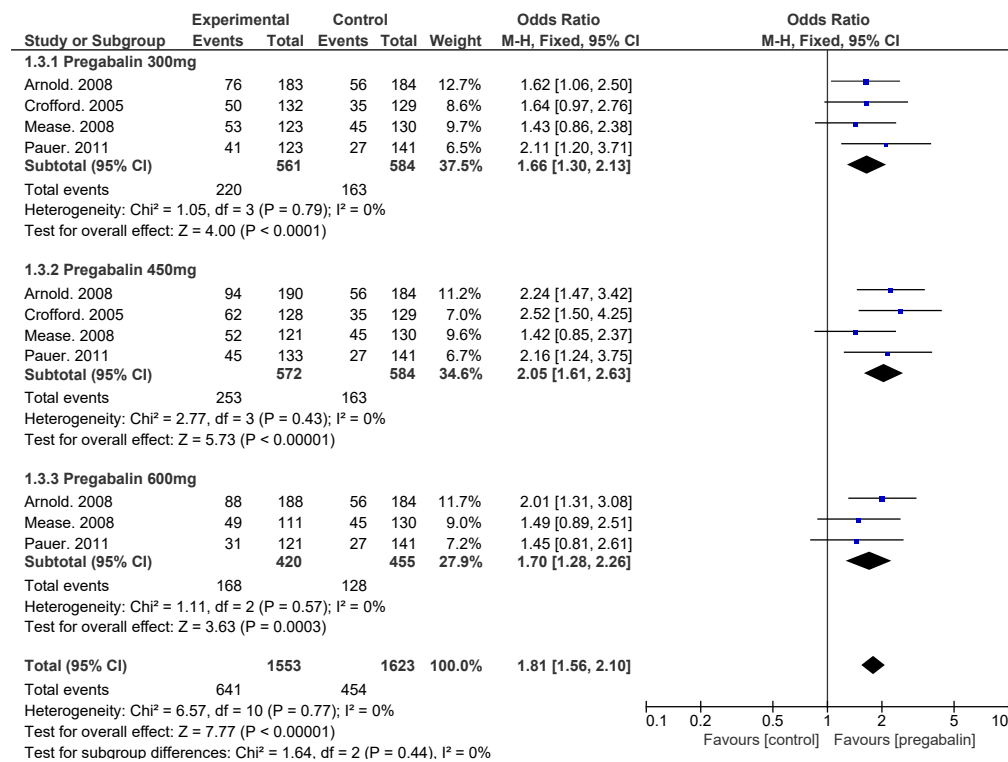 Experimental Control Odds Ratio Odds Ratio
Study or Subgroup Events Total Events Total Weight M-H, Fixed, 95% CI M-H, Fixed, 95% CI
1.3.1 Pregabalin 300mg
Arnold. 2008 76 183 56 184 12.7% 1.62 [1.06, 2.50]
Crofford. 2005 50 132 35 129 8.6% 1.64 [0.97, 2.76]
Mease. 2008 53 123 45 130 9.7% 1.43 [0.86, 2.38]
Pauer. 2011 41 123 27 141 6.5% 2.11 [1.20, 3.71]
Subtotal (95% CI) 561 584 37.5% 1.66 [1.30, 2.13]
Total events 220 163
Heterogeneity: Chi² = 1.05, df = 3 (P = 0.79); I² = 0%
Test for overall effect: Z = 4.00 (P < 0.0001)
1.3.2 Pregabalin 450mg
Arnold. 2008 94 190 56 184 11.2% 2.24 [1.47, 3.42]
Crofford. 2005 62 128 35 129 7.0% 2.52 [1.50, 4.25]
Mease. 2008 52 121 45 130 9.6% 1.42 [0.85, 2.37]
Pauer. 2011 45 133 27 141 6.7% 2.16 [1.24, 3.75]
Subtotal (95% CI) 572 584 34.6% 2.05 [1.61, 2.63]
Total events 253 163
Heterogeneity: Chi² = 2.77, df = 3 (P = 0.43); I² = 0%
Test for overall effect: Z = 5.73 (P < 0.00001)
1.3.3 Pregabalin 600mg
Arnold. 2008 88 188 56 184 11.7% 2.01 [1.31, 3.08]
Mease. 2008 49 111 45 130 9.0% 1.49 [0.89, 2.51]
Pauer. 2011 31 121 27 141 7.2% 1.45 [0.81, 2.61]
Subtotal (95% CI) 420 455 27.9% 1.70 [1.28, 2.26]
Total events 168 128
Heterogeneity: Chi² = 1.11, df = 2 (P = 0.57); I² = 0%
Test for overall effect: Z = 3.63 (P = 0.0003)
Total (95% CI) 1553 1623 100.0% 1.81 [1.56, 2.10]
Total events 641 454
Heterogeneity: Chi² = 6.57, df = 10 (P = 0.77); I² = 0%
Test for overall effect: Z = 7.77 (P < 0.00001)
Test for subgroup differences: Chi² = 1.64, df = 2 (P = 0.44), I² = 0%
0.1 0.2 0.5 1 2 5 10
Favours [control] Favours [pregabalin]